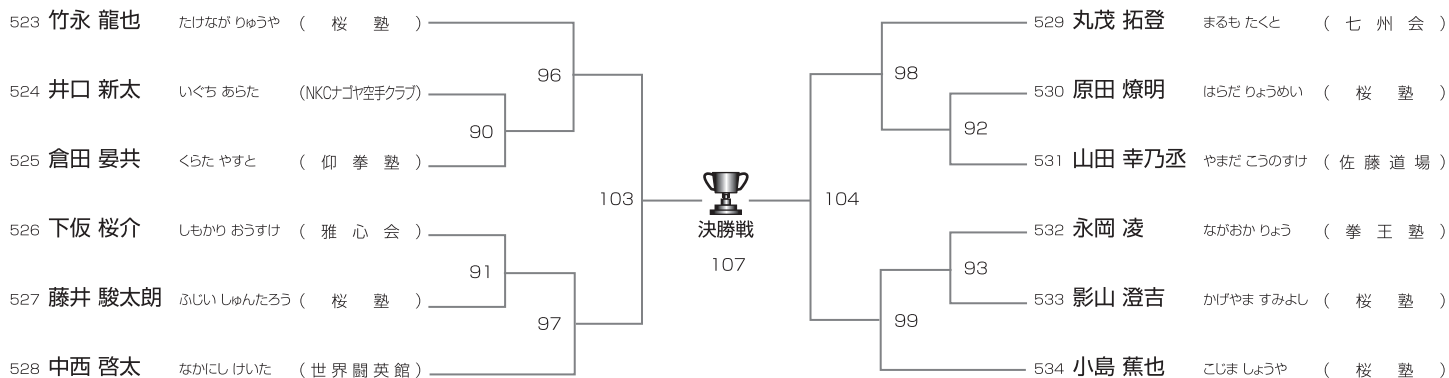 523 竹永 龍也 たけなが りゅうや （ 桜 塾 ）
96
524 井口 新太 いぐち あらた （NKCナゴヤ空手クラブ）
90
525 倉田 晏共 くらた やすと （ 仰 拳 塾 ）
103
526 下仮 桜介 しもかり おうすけ （ 雅 心 会 ）
91
527 藤井 駿太朗 ふじい しゅんたろう （ 桜 塾 ）
97
528 中西 啓太 なかにし けいた （ 世 界 闘 英 館 ）
決勝戦
107
529 丸茂 拓登 まるも たくと （ 七 州 会 ）
98
530 原田 燎明 はらだ りょうめい （ 桜 塾 ）
92
531 山田 幸乃丞 やまだ こうのすけ （ 佐 藤 道 場 ）
104
532 永岡 凌 ながおか りょう （ 拳 王 塾 ）
93
533 影山 澄吉 かげやま すみよし （ 桜 塾 ）
99
534 小島 蕉也 こじま しょうや （ 桜 塾 ）